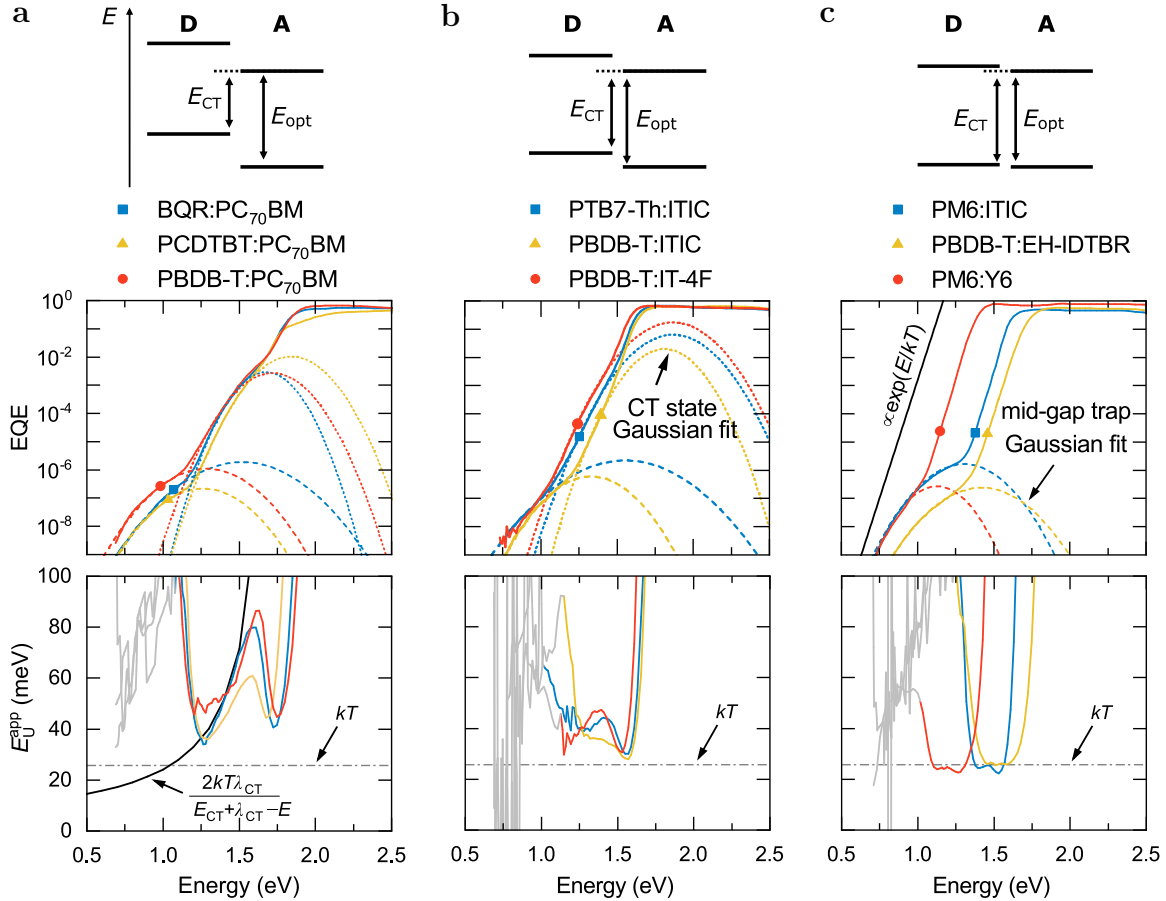 a
E
D A
E_CT
E_opt
BQR:PC₇₀BM
PCDTBT:PC₇₀BM
PBDB-T:PC₇₀BM
b
D A
E_CT
E_opt
PTB7-Th:ITIC
PBDB-T:ITIC
PBDB-T:IT-4F
c
D A
E_CT
E_opt
PM6:ITIC
PBDB-T:EH-IDTBR
PM6:Y6
EQE
10⁰
10⁻²
10⁻⁴
10⁻⁶
10⁻⁸
CT state
Gaussian fit
∝exp(E/kT)
mid-gap trap
Gaussian fit
E_U^app (meV)
100
80
60
40
20
0
kT
2kTλ_CT
E_CT+λ_CT−E
0.5 1.0 1.5 2.0 2.5
Energy (eV)
kT
0.5 1.0 1.5 2.0 2.5
Energy (eV)
kT
0.5 1.0 1.5 2.0 2.5
Energy (eV)